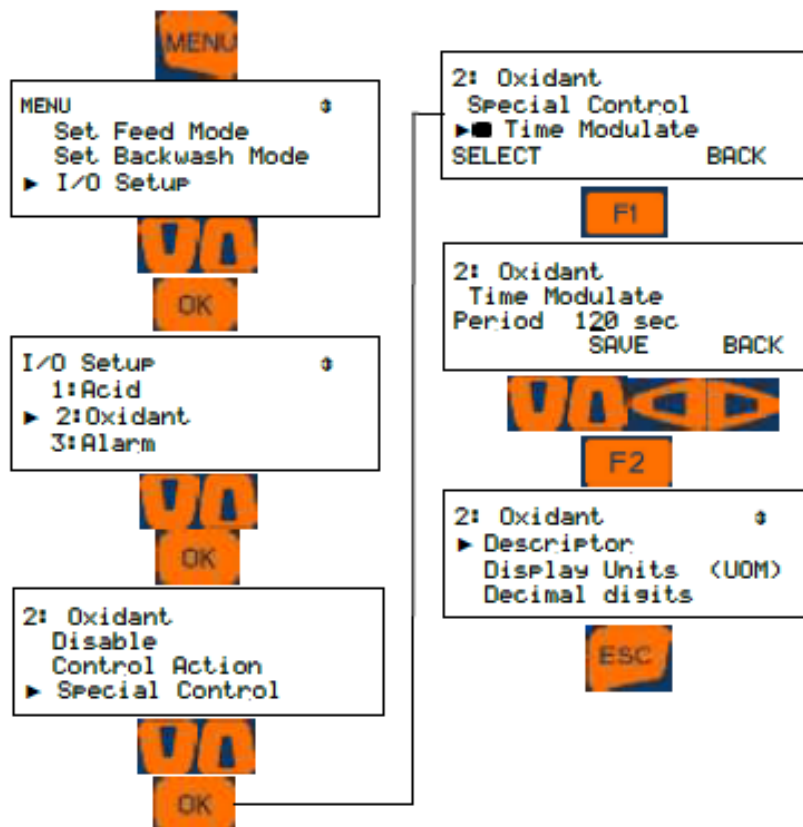 MENU
MENU
Set Feed Mode
Set Backwash Mode
I/O Setup
OK
I/O Setup
1:Acid
2:Oxidant
3:Alarm
OK
2: Oxidant
Disable
Control Action
Special Control
OK
2: Oxidant
Special Control
Time Modulate
SELECT BACK
F1
2: Oxidant
Time Modulate
Period 120 sec
SAVE BACK
F2
2: Oxidant
Descriptor
Display Units (UOM)
Decimal digits
ESC